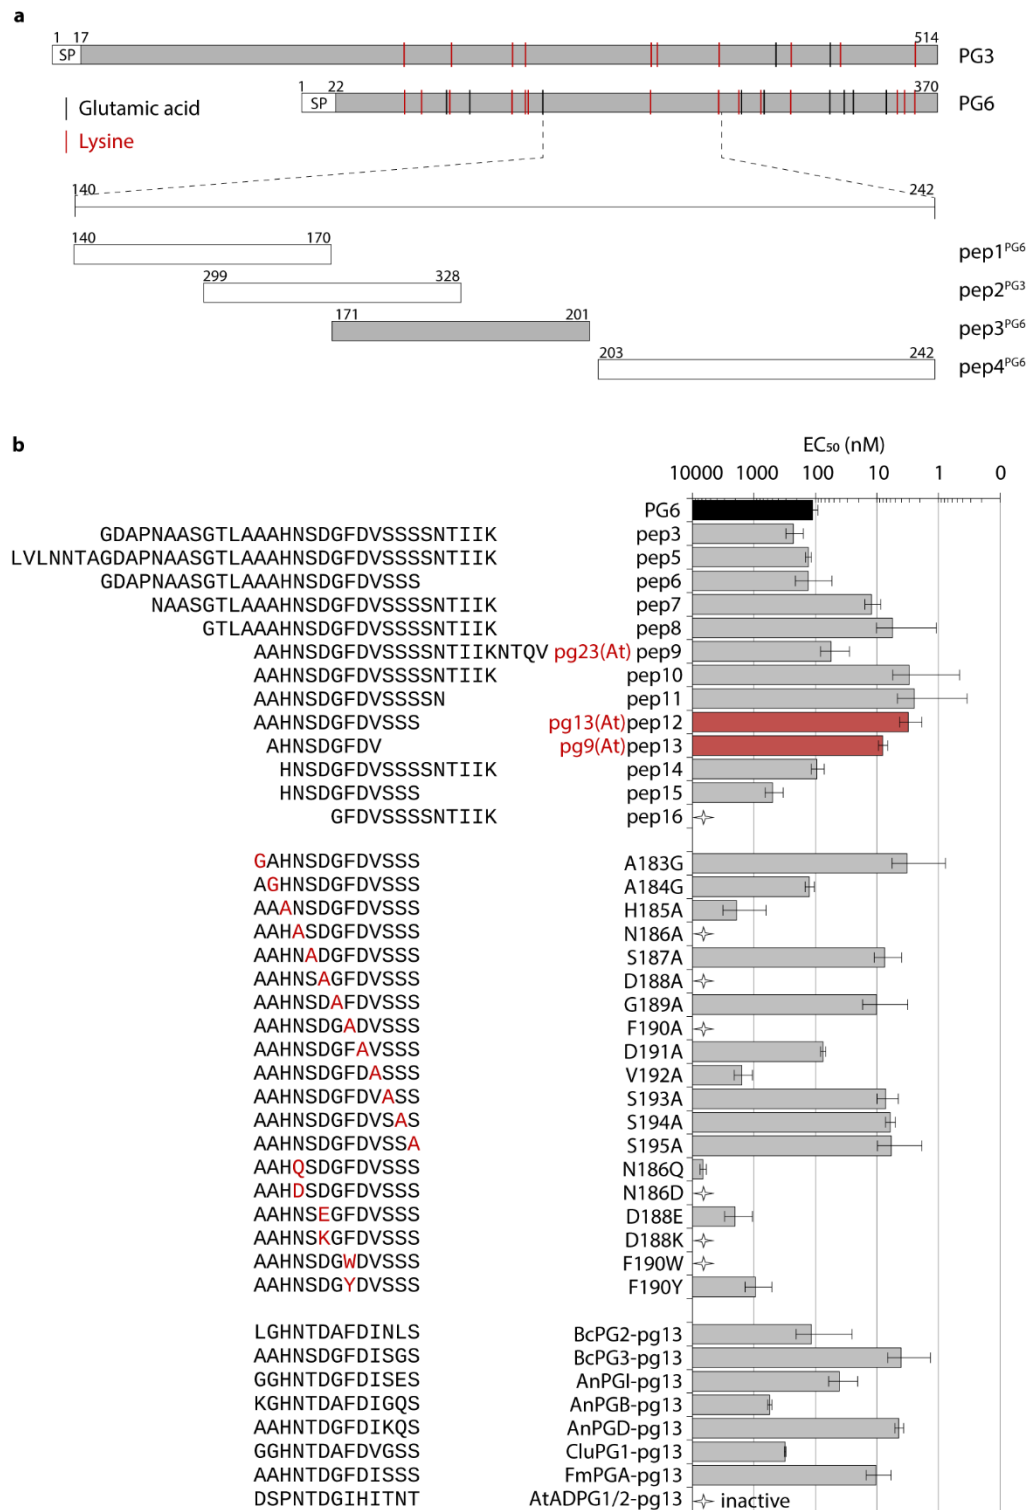 a
1 17 514
SP PG3
1 22 370
SP PG6
Glutamic acid
Lysine
140 242
140 170 pep1PG6
299 328 pep2PG3
171 201 pep3PG6
203 242 pep4PG6
b EC50 (nM)
10000 1000 100 10 1 0
PG6
GDAPNAASGTLAAAHNSDGFDVSSSSNTIIK pep3
LVLNNTAGDAPNAASGTLAAAHNSDGFDVSSSSNTIIK pep5
GDAPNAASGTLAAAHNSDGFDVSSS pep6
NAASGTLAAAHNSDGFDVSSSSNTIIK pep7
GTLAAAHNSDGFDVSSSSNTIIK pep8
AAHNSDGFDVSSSSNTIIKNTQV pg23(At) pep9
AAHNSDGFDVSSSSNTIIK pep10
AAHNSDGFDVSSSSN pep11
AAHNSDGFDVSSS pg13(At) pep12
AHNSDGFDV pg9(At) pep13
HNSDGFDVSSSSNTIIK pep14
HNSDGFDVSSS pep15
GFDVSSSSNTIIK pep16
GAHNSDGFDVSSS A183G
AGHNSDGFDVSSS A184G
AAANSDGFDVSSS H185A
AAHASDGFDVSSS N186A
AAHNADGFDVSSS S187A
AAHNSAGFDVSSS D188A
AAHNSDAFDVSSS G189A
AAHNSDGADVSSS F190A
AAHNSDGFAVSSS D191A
AAHNSDGFDASSS V192A
AAHNSDGFDVASS S193A
AAHNSDGFDVSAS S194A
AAHNSDGFDVSSA S195A
AAHQSDGFDVSSS N186Q
AAHDSDGFDVSSS N186D
AAHNSEGFDVSSS D188E
AAHNSKGFDVSSS D188K
AAHNSDGWDVSSS F190W
AAHNSDGYDVSSS F190Y
LGHNTDAFDINLS BcPG2-pg13
AAHNSDGFDISGS BcPG3-pg13
GGHNTDGFDISES AnPGI-pg13
KGHNTDAFDIGQS AnPGB-pg13
AAHNTDGFDIKQS AnPGD-pg13
GGHNTDAFDVGSS CluPG1-pg13
AAHNTDGFDISSS FmPGA-pg13
DSPNTDGIHITNT AtADPG1/2-pg13 inactive